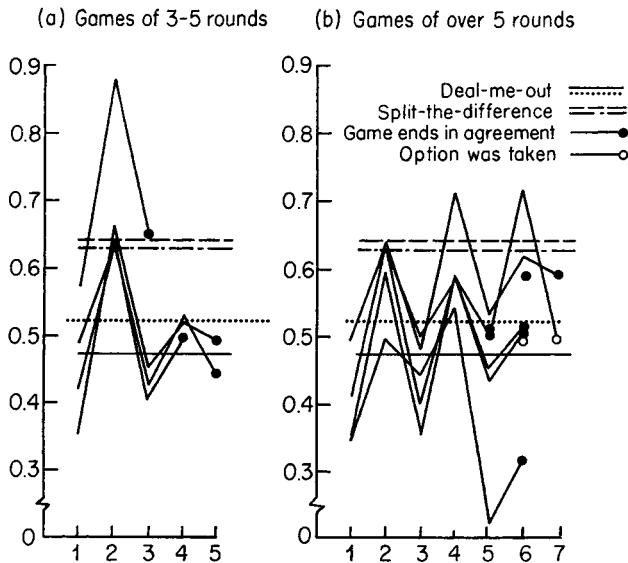 (a) Games of 3-5 rounds
(b) Games of over 5 rounds
0.9
0.8
0.7
0.6
0.5
0.4
0.3
0
1 2 3 4 5
0.9
0.8
0.7
0.6
0.5
0.4
0.3
0
1 2 3 4 5 6 7
Deal-me-out
Split-the-difference
Game ends in agreement
Option was taken